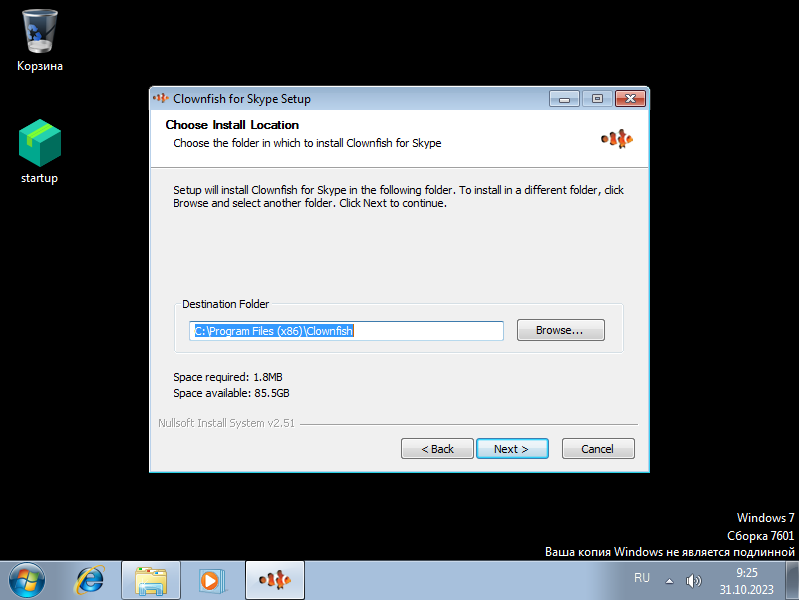 Корзина
startup
Clownfish for Skype Setup
Choose Install Location
Choose the folder in which to install Clownfish for Skype
Setup will install Clownfish for Skype in the following folder. To install in a different folder, click
Browse and select another folder. Click Next to continue.
Destination Folder
C:\Program Files (x86)\Clownfish
Browse...
Space required: 1.8MB
Space available: 85.5GB
Nullsoft Install System v2.51
< Back
Next >
Cancel
Windows 7
Сборка 7601
Ваша копия Windows не является подлинной
RU
9:25
31.10.2023